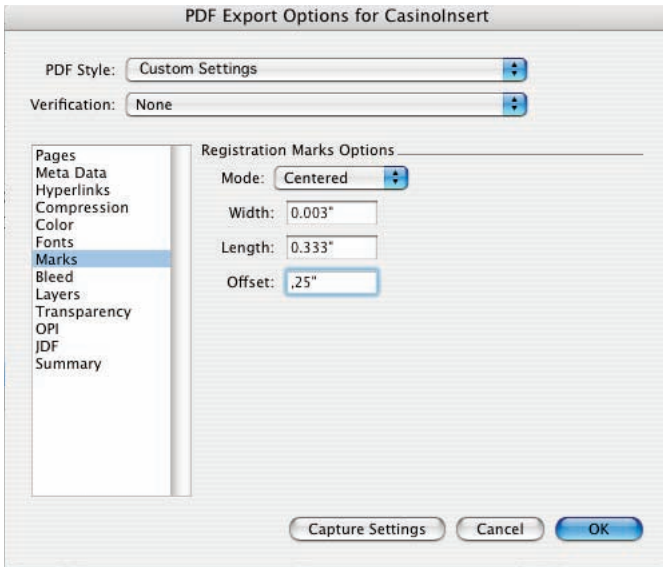 PDF Export Options for CasinoInsert
PDF Style: Custom Settings
Verification: None
Pages
Meta Data
Hyperlinks
Compression
Color
Fonts
Marks
Bleed
Layers
Transparency
OPI
JDF
Summary
Registration Marks Options
Mode: Centered
Width: 0.003"
Length: 0.333"
Offset: ,25"
Capture Settings
Cancel
OK